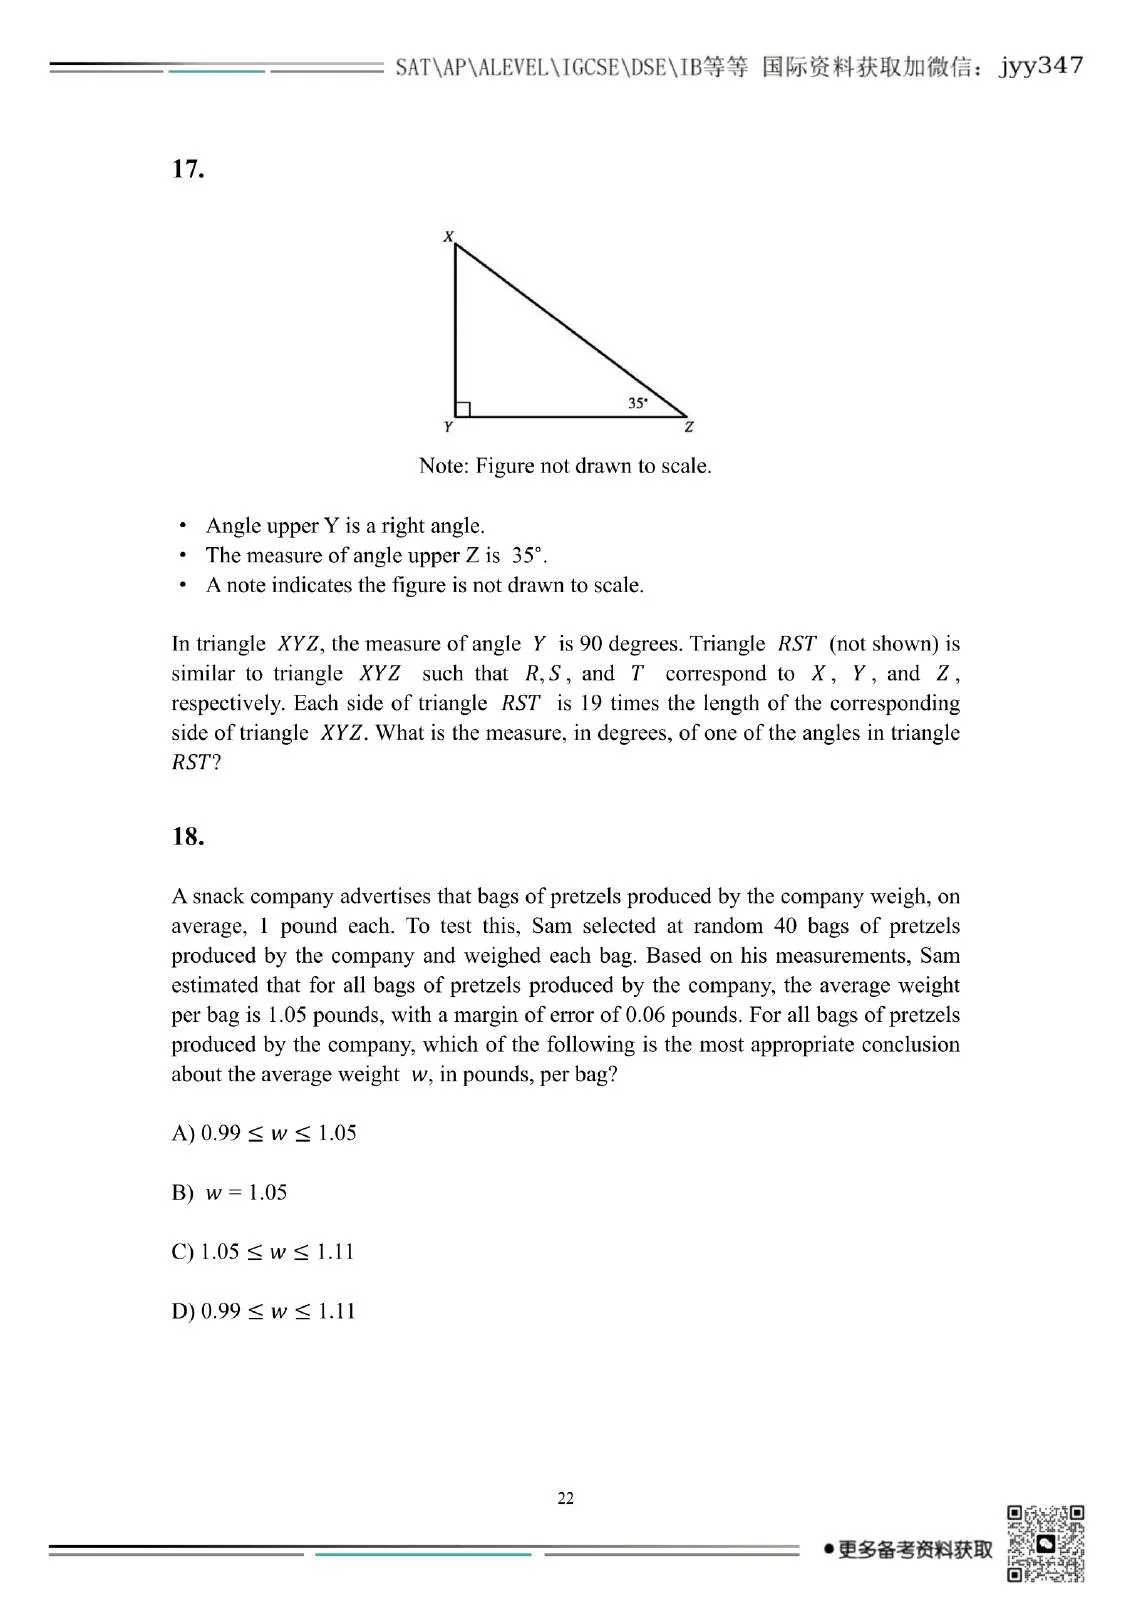 SAT\AP\ALEVEL\IGCSE\DSE\IB等等 国际资料获取加微信：jyy347
17.
X
35°
Y
Z
Note: Figure not drawn to scale.
• Angle upper Y is a right angle.
• The measure of angle upper Z is 35°.
• A note indicates the figure is not drawn to scale.
In triangle XYZ, the measure of angle Y is 90 degrees. Triangle RST (not shown) is
similar to triangle XYZ such that R, S, and T correspond to X, Y, and Z,
respectively. Each side of triangle RST is 19 times the length of the corresponding
side of triangle XYZ. What is the measure, in degrees, of one of the angles in triangle
RST?
18.
A snack company advertises that bags of pretzels produced by the company weigh, on
average, 1 pound each. To test this, Sam selected at random 40 bags of pretzels
produced by the company and weighed each bag. Based on his measurements, Sam
estimated that for all bags of pretzels produced by the company, the average weight
per bag is 1.05 pounds, with a margin of error of 0.06 pounds. For all bags of pretzels
produced by the company, which of the following is the most appropriate conclusion
about the average weight w, in pounds, per bag?
A) 0.99 ≤ w ≤ 1.05
B) w = 1.05
C) 1.05 ≤ w ≤ 1.11
D) 0.99 ≤ w ≤ 1.11
22
●更多备考资料获取